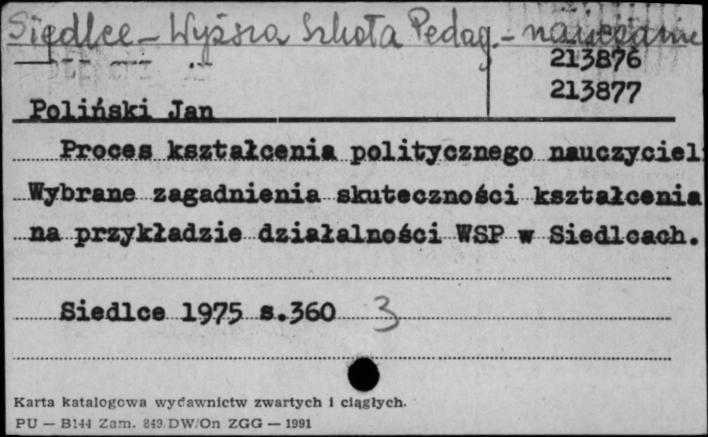 Siedlce – Wyższa Szkoła Pedag. – nauczanie
213876
213877
Poliński Jan
Proces kształcenia politycznego nauczyciel
Wybrane zagadnienia skuteczności kształcenia
na przykładzie działalności WSP w Siedlcach.
Siedlce 1975 s.360 3
Karta katalogowa wydawnictw zwartych i ciągłych.
PU — B144 Zam. 849/DW/On ZGG — 1991